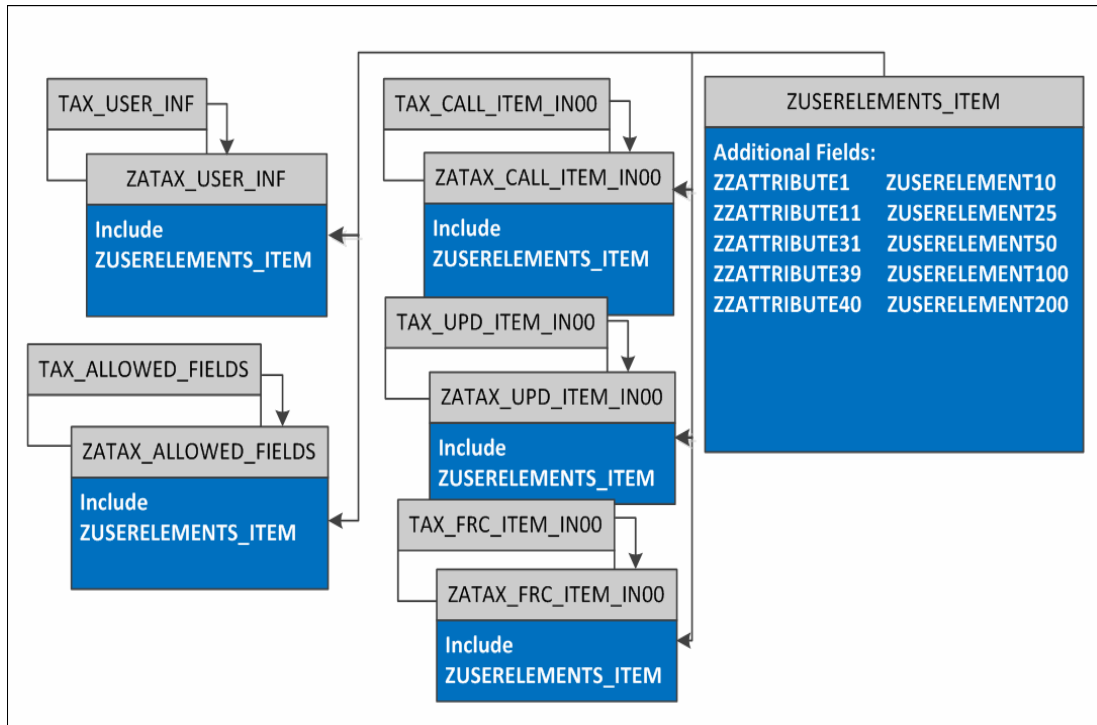 TAX_USER_INF
ZATAX_USER_INF
Include
ZUSERELEMENTS_ITEM
TAX_ALLOWED_FIELDS
ZATAX_ALLOWED_FIELDS
Include
ZUSERELEMENTS_ITEM
TAX_CALL_ITEM_IN00
ZATAX_CALL_ITEM_IN00
Include
ZUSERELEMENTS_ITEM
TAX_UPD_ITEM_IN00
ZATAX_UPD_ITEM_IN00
Include
ZUSERELEMENTS_ITEM
TAX_FRC_ITEM_IN00
ZATAX_FRC_ITEM_IN00
Include
ZUSERELEMENTS_ITEM
ZUSERELEMENTS_ITEM
Additional Fields:
ZZATTRIBUTE1 ZUSERELEMENT10
ZZATTRIBUTE11 ZUSERELEMENT25
ZZATTRIBUTE31 ZUSERELEMENT50
ZZATTRIBUTE39 ZUSERELEMENT100
ZZATTRIBUTE40 ZUSERELEMENT200